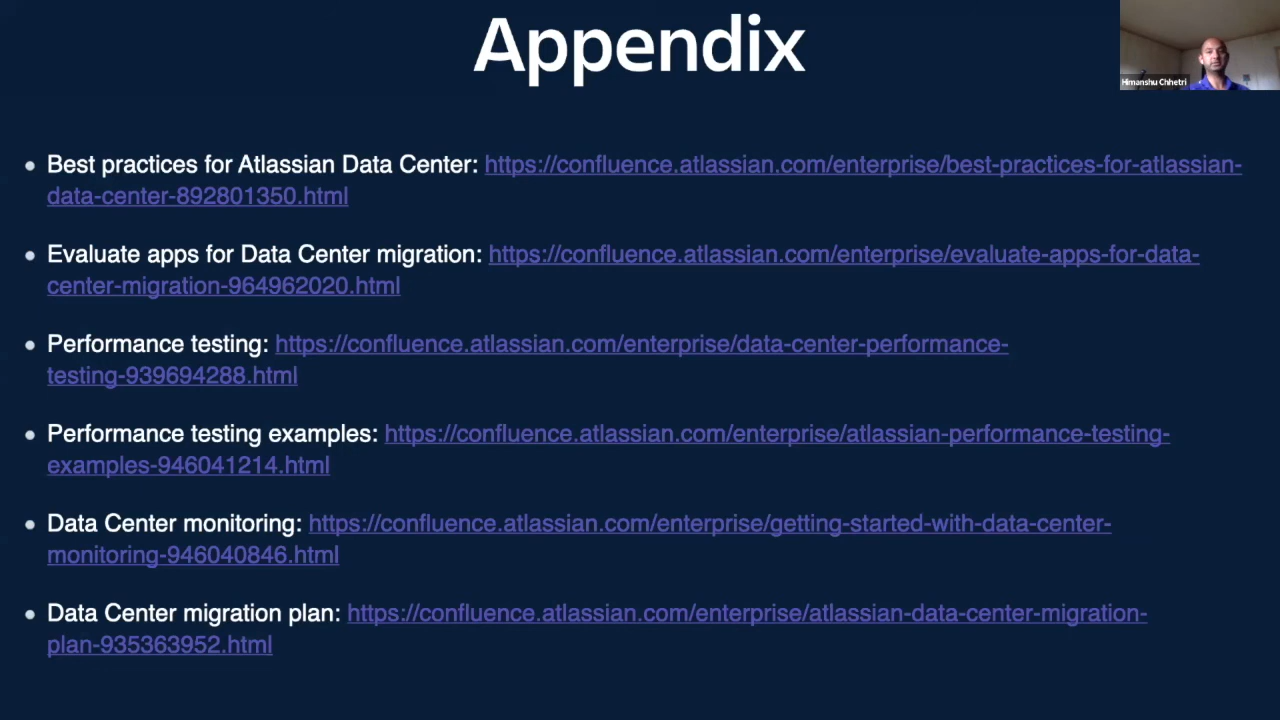 Appendix
Himanshu Chhetri
Best practices for Atlassian Data Center: https://confluence.atlassian.com/enterprise/best-practices-for-atlassian-
data-center-892801350.html
Evaluate apps for Data Center migration: https://confluence.atlassian.com/enterprise/evaluate-apps-for-data-
center-migration-964962020.html
Performance testing: https://confluence.atlassian.com/enterprise/data-center-performance-
testing-939694288.html
Performance testing examples: https://confluence.atlassian.com/enterprise/atlassian-performance-testing-
examples-946041214.html
Data Center monitoring: https://confluence.atlassian.com/enterprise/getting-started-with-data-center-
monitoring-946040846.html
Data Center migration plan: https://confluence.atlassian.com/enterprise/atlassian-data-center-migration-
plan-935363952.html